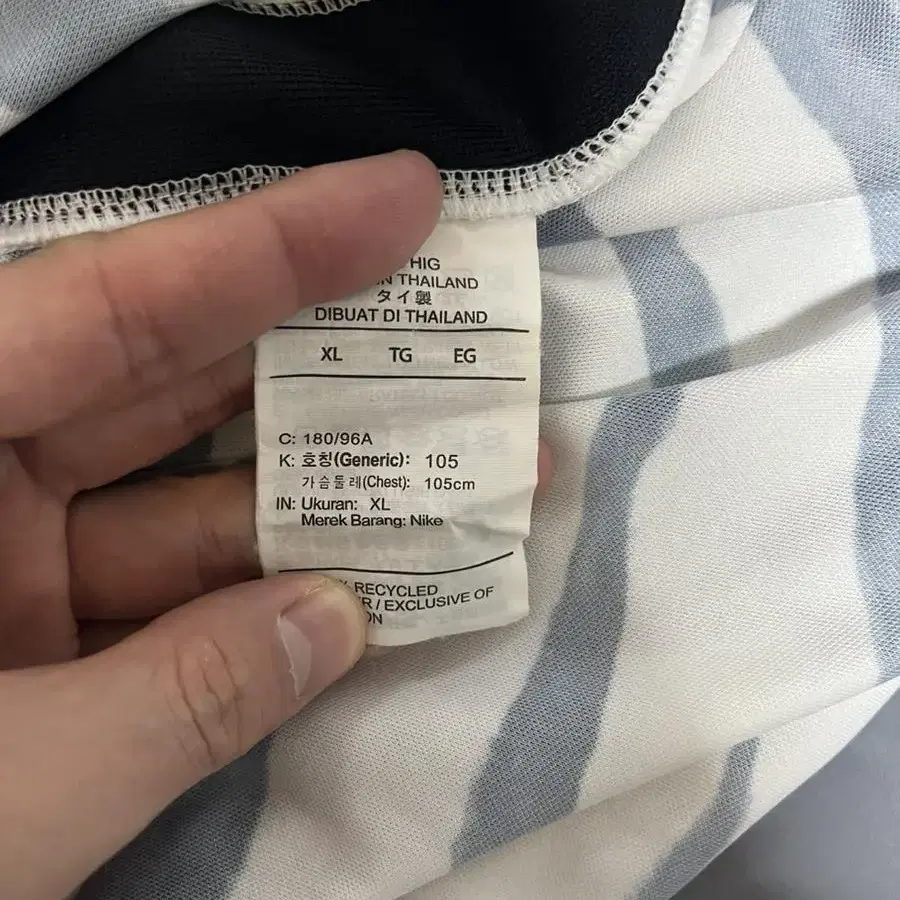 HIG
IN THAILAND
タイ製
DIBUAT DI THAILAND
XL TG EG
C: 180/96A
K: 호칭(Generic): 105
가슴둘레(Chest): 105cm
IN: Ukuran: XL
Merek Barang: Nike
% RECYCLED
/ EXCLUSIVE OF